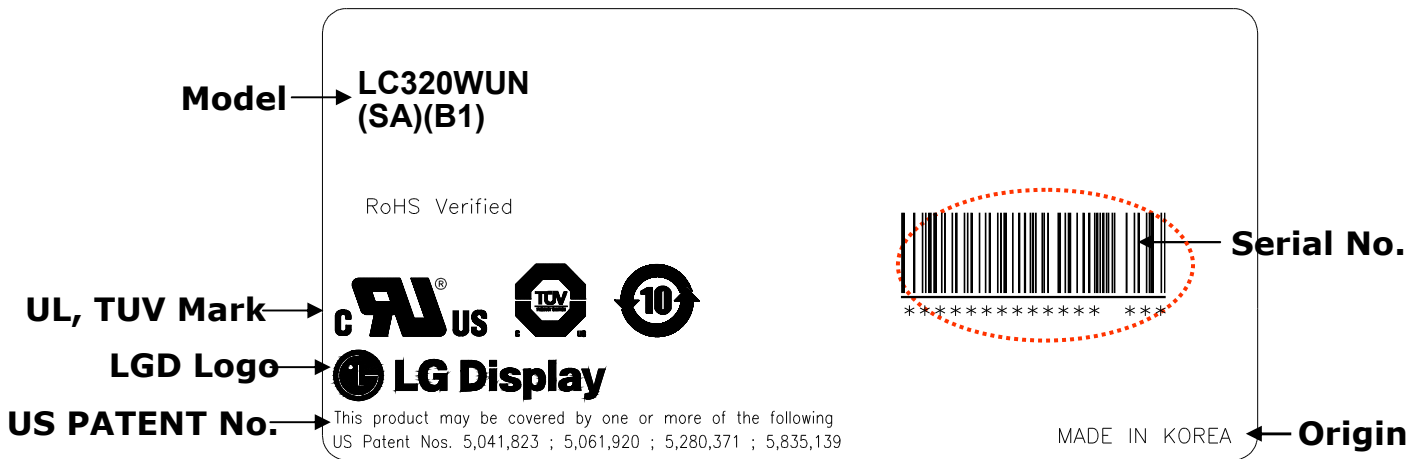 Model
LC320WUN
(SA)(B1)
RoHS Verified
Serial No.
************* ***
UL, TUV Mark
C RU ® US
TUV
10
LGD Logo
LG Display
US PATENT No.
This product may be covered by one or more of the following
US Patent Nos. 5,041,823 ; 5,061,920 ; 5,280,371 ; 5,835,139
MADE IN KOREA
Origin